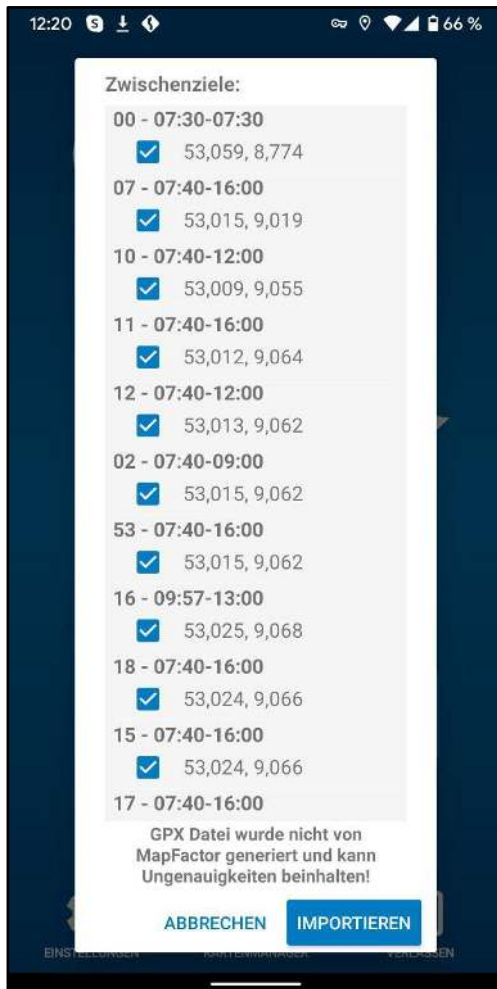 12:20 66 %
Zwischenziele:
00 - 07:30-07:30
53,059, 8,774
07 - 07:40-16:00
53,015, 9,019
10 - 07:40-12:00
53,009, 9,055
11 - 07:40-16:00
53,012, 9,064
12 - 07:40-12:00
53,013, 9,062
02 - 07:40-09:00
53,015, 9,062
53 - 07:40-16:00
53,015, 9,062
16 - 09:57-13:00
53,025, 9,068
18 - 07:40-16:00
53,024, 9,066
15 - 07:40-16:00
53,024, 9,066
17 - 07:40-16:00
GPX Datei wurde nicht von
MapFactor generiert und kann
Ungenauigkeiten beinhalten!
ABBRECHEN IMPORTIEREN
EINSTELLUNGEN KARTENMANAGER VERLASSEN